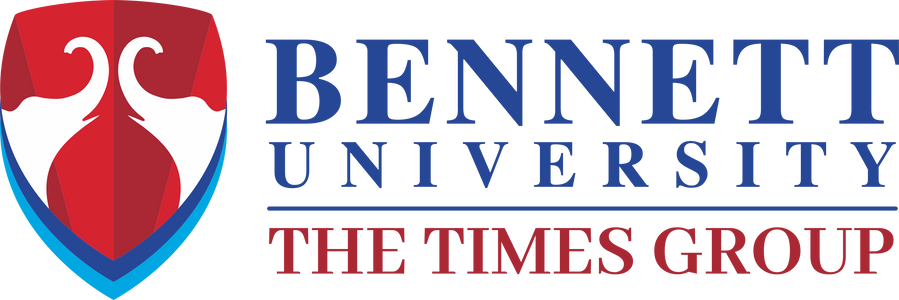 BENNETT
UNIVERSITY
THE TIMES GROUP